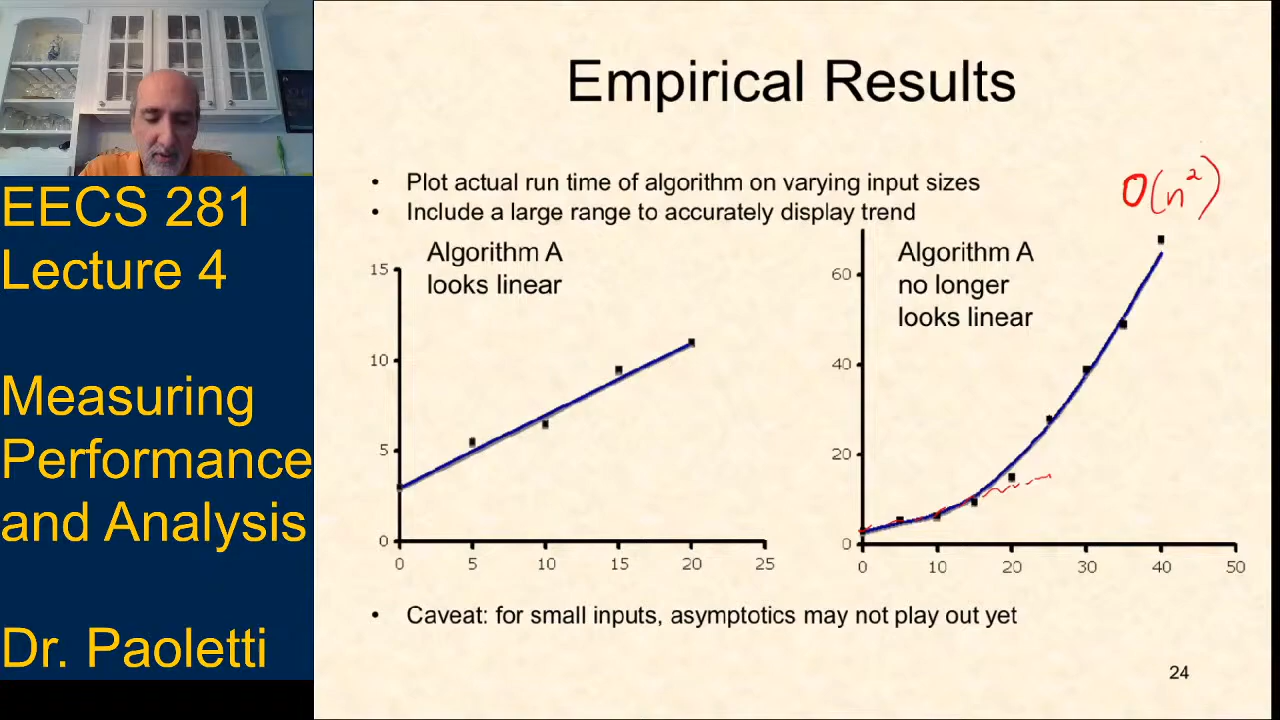 EECS 281
Lecture 4
Measuring
Performance
and Analysis
Dr. Paoletti
Empirical Results
• Plot actual run time of algorithm on varying input sizes
• Include a large range to accurately display trend
O(n²)
Algorithm A
looks linear
15
10
5
0
0 5 10 15 20 25
Algorithm A
no longer
looks linear
60
40
20
0
0 10 20 30 40 50
• Caveat: for small inputs, asymptotics may not play out yet
24